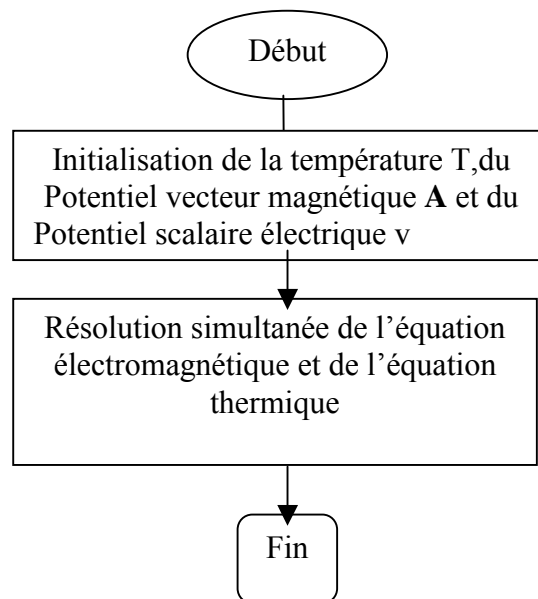 Début
Initialisation de la température T,du
Potentiel vecteur magnétique A et du
Potentiel scalaire électrique v
Résolution simultanée de l’équation
électromagnétique et de l’équation
thermique
Fin